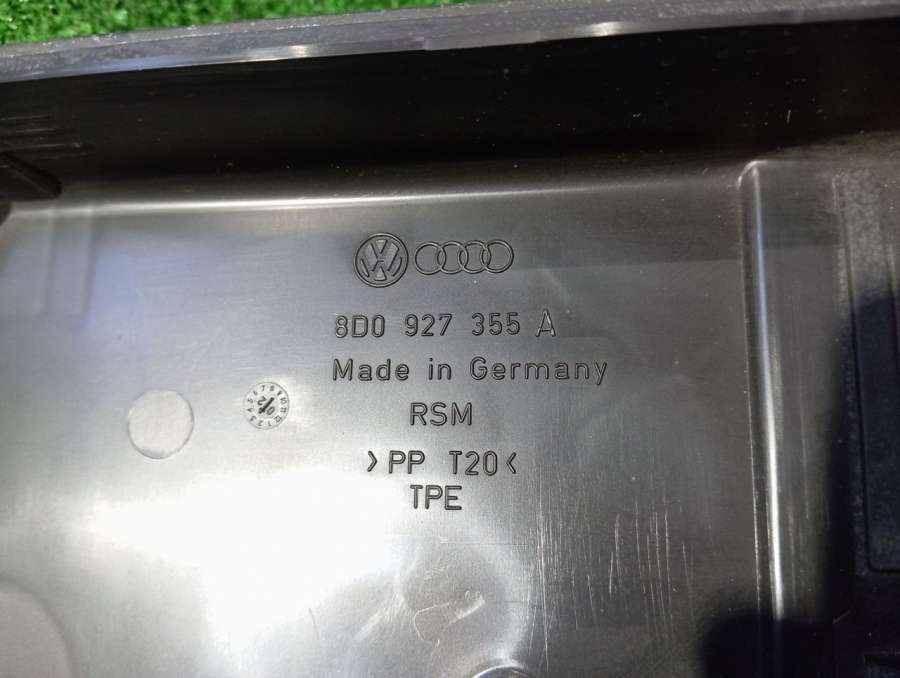 8D0 927 355 A
Made in Germany
RSM
>PP T20<
TPE